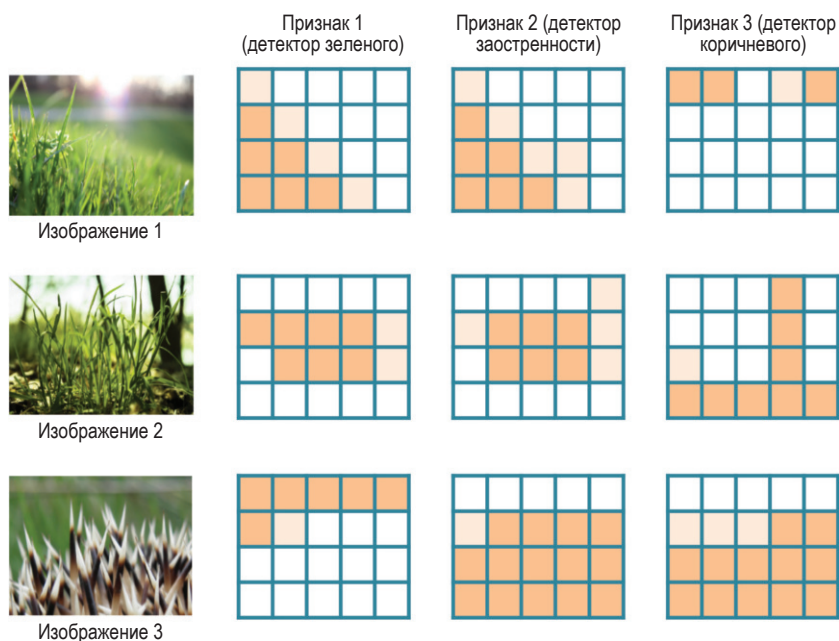 Признак 1
(детектор зеленого)
Признак 2 (детектор
заостренности)
Признак 3 (детектор
коричневого)
Изображение 1
Изображение 2
Изображение 3